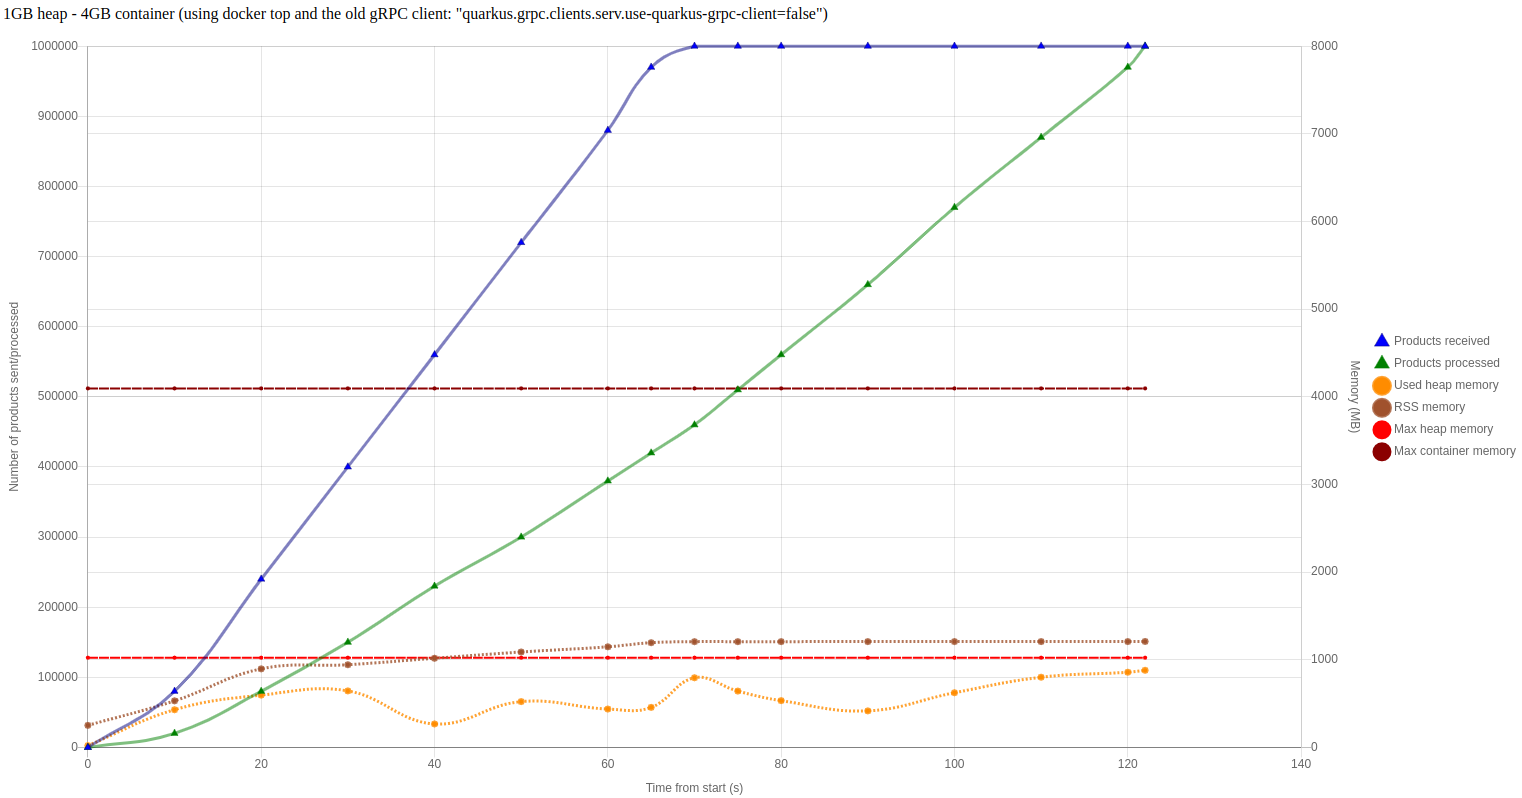 1GB heap - 4GB container (using docker top and the old gRPC client: "quarkus.grpc.clients.serv.use-quarkus-grpc-client=false")
1000000
900000
800000
700000
600000
500000
400000
300000
200000
100000
0
Number of products sent/processed
8000
7000
6000
5000
4000
3000
2000
1000
0
Memory (MB)
0 20 40 60 80 100 120 140
Time from start (s)
Products received
Products processed
Used heap memory
RSS memory
Max heap memory
Max container memory